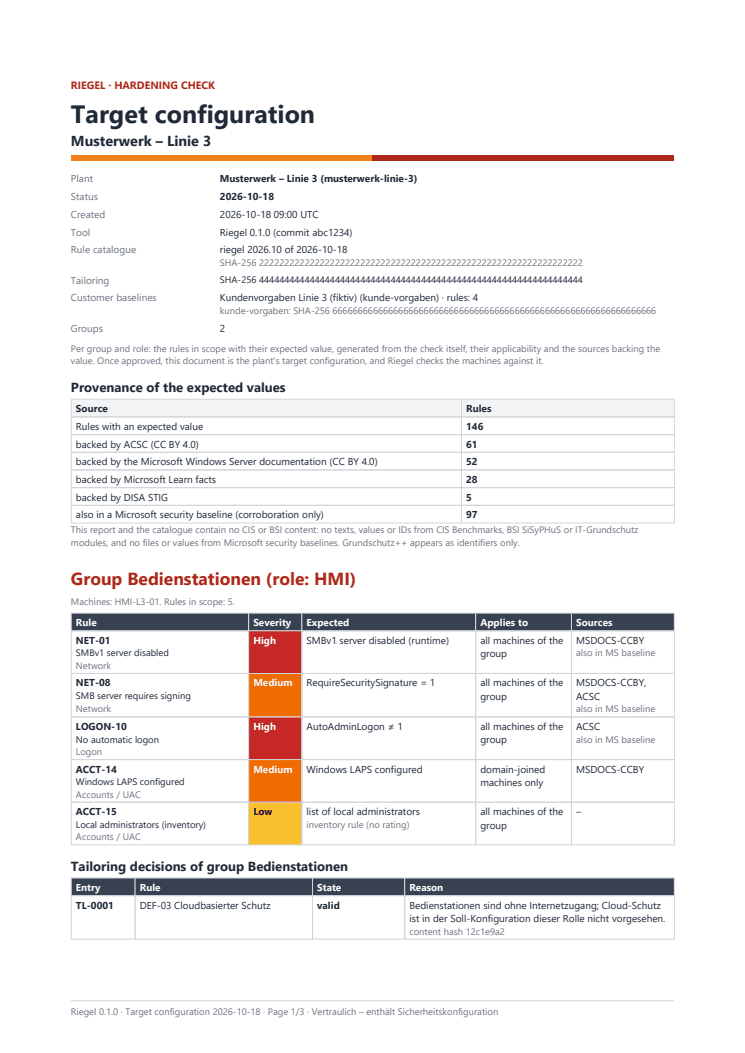 RIEGEL · HARDENING CHECK
Target configuration
Musterwerk – Linie 3
Plant Musterwerk – Linie 3 (musterwerk-linie-3)
Status 2026-10-18
Created 2026-10-18 09:00 UTC
Tool Riegel 0.1.0 (commit abc1234)
Rule catalogue riegel 2026.10 of 2026-10-18
SHA-256 2222222222222222222222222222222222222222222222222222222222222222
Tailoring SHA-256 4444444444444444444444444444444444444444444444444444444444444444
Customer baselines Kundenvorgaben Linie 3 (fiktiv) (kunde-vorgaben) · rules: 4
kunde-vorgaben: SHA-256 6666666666666666666666666666666666666666666666666666666666666666
Groups 2
Per group and role: the rules in scope with their expected value, generated from the check itself, their applicability and the sources backing the
value. Once approved, this document is the plant's target configuration, and Riegel checks the machines against it.
Provenance of the expected values
Source Rules
Rules with an expected value 146
backed by ACSC (CC BY 4.0) 61
backed by the Microsoft Windows Server documentation (CC BY 4.0) 52
backed by Microsoft Learn facts 28
backed by DISA STIG 5
also in a Microsoft security baseline (corroboration only) 97
This report and the catalogue contain no CIS or BSI content: no texts, values or IDs from CIS Benchmarks, BSI SiSyPHuS or IT-Grundschutz
modules, and no files or values from Microsoft security baselines. Grundschutz++ appears as identifiers only.
Group Bedienstationen (role: HMI)
Machines: HMI-L3-01. Rules in scope: 5.
Rule Severity Expected Applies to Sources
NET-01 High SMBv1 server disabled (runtime) all machines of the MSDOCS-CCBY
SMBv1 server disabled group also in MS baseline
Network
NET-08 Medium RequireSecuritySignature = 1 all machines of the MSDOCS-CCBY,
SMB server requires signing group ACSC
Network also in MS baseline
LOGON-10 High AutoAdminLogon ≠ 1 all machines of the ACSC
No automatic logon group also in MS baseline
Logon
ACCT-14 Medium Windows LAPS configured domain-joined MSDOCS-CCBY
Windows LAPS configured machines only
Accounts / UAC
ACCT-15 Low list of local administrators all machines of the –
Local administrators (inventory) inventory rule (no rating) group
Accounts / UAC
Tailoring decisions of group Bedienstationen
Entry Rule State Reason
TL-0001 DEF-03 Cloudbasierter Schutz valid Bedienstationen sind ohne Internetzugang; Cloud-Schutz
ist in der Soll-Konfiguration dieser Rolle nicht vorgesehen.
content hash 12c1e9a2
Riegel 0.1.0 · Target configuration 2026-10-18 · Page 1/3 · Vertraulich – enthält Sicherheitskonfiguration